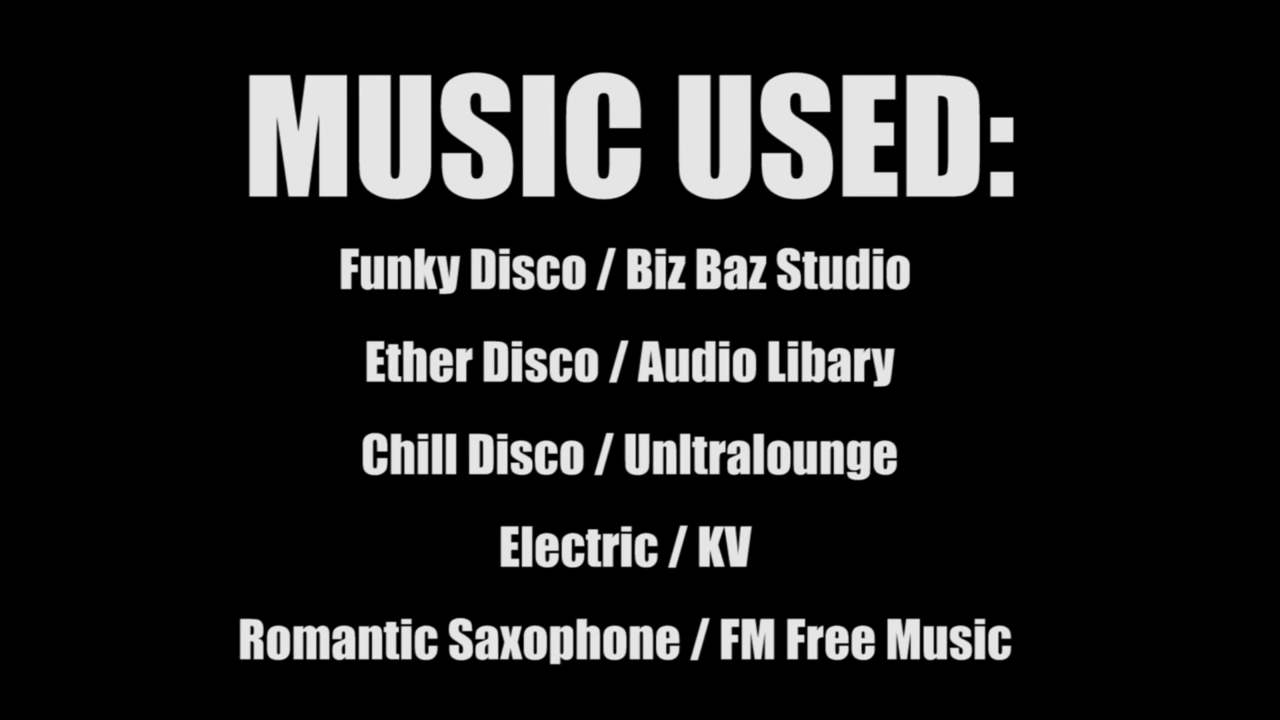 MUSIC USED:
Funky Disco / Biz Baz Studio
Ether Disco / Audio Libary
Chill Disco / Unltralounge
Electric / KV
Romantic Saxophone / FM Free Music